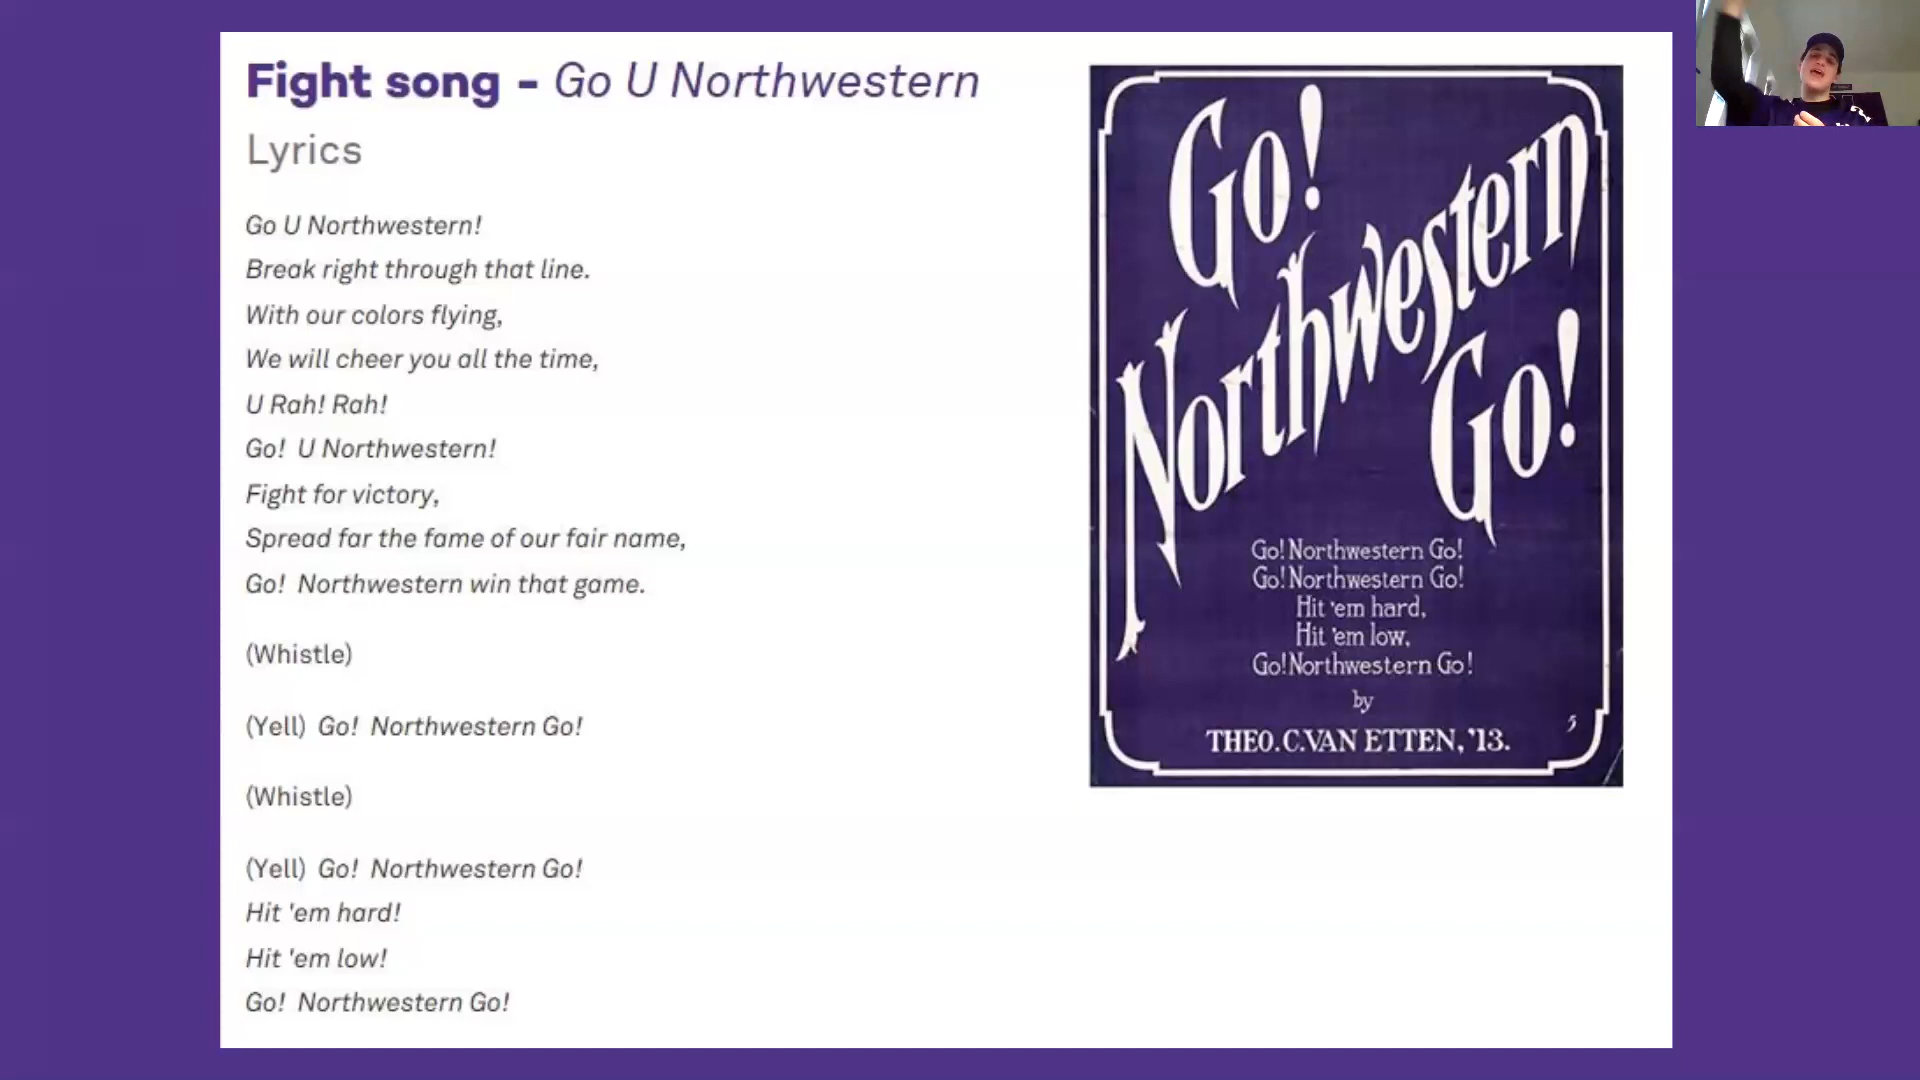 Fight song - Go U Northwestern
Lyrics
Go U Northwestern!
Break right through that line.
With our colors flying,
We will cheer you all the time,
U Rah! Rah!
Go!  U Northwestern!
Fight for victory,
Spread far the fame of our fair name,
Go!  Northwestern win that game.
(Whistle)
(Yell)  Go!  Northwestern Go!
(Whistle)
(Yell)  Go!  Northwestern Go!
Hit 'em hard!
Hit 'em low!
Go!  Northwestern Go!
Go!
Northwestern
Go!
Go! Northwestern Go!
Go! Northwestern Go!
Hit 'em hard,
Hit 'em low,
Go! Northwestern Go!
by
THEO. C. VAN ETTEN, '13.
5